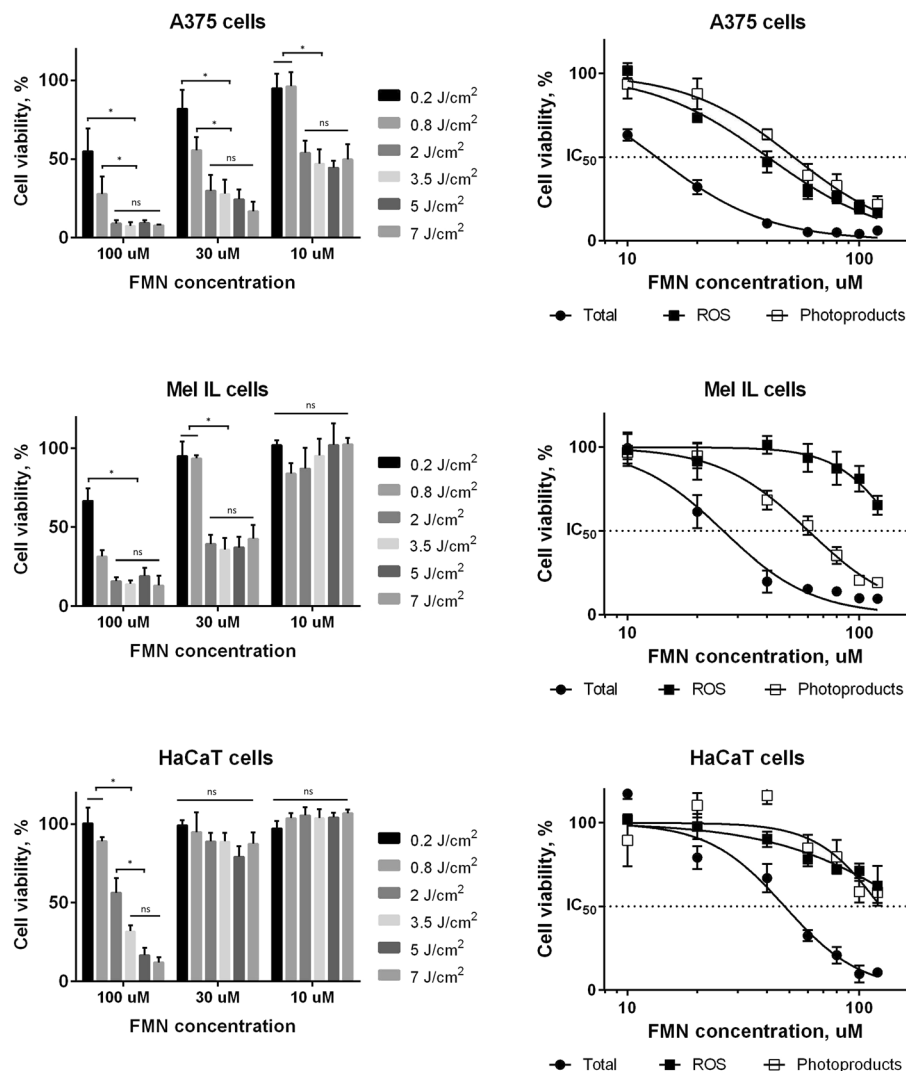 A375 cells
Cell viability, %
100
50
0
*
*
*
*
*
ns
ns
ns
100 uM 30 uM 10 uM
FMN concentration
0.2 J/cm²
0.8 J/cm²
2 J/cm²
3.5 J/cm²
5 J/cm²
7 J/cm²
A375 cells
Cell viability, %
100
IC50
0
10 100
FMN concentration, uM
Total ROS Photoproducts
Mel IL cells
Cell viability, %
100
50
0
*
*
ns
ns
ns
100 uM 30 uM 10 uM
FMN concentration
0.2 J/cm²
0.8 J/cm²
2 J/cm²
3.5 J/cm²
5 J/cm²
7 J/cm²
Mel IL cells
Cell viability, %
100
IC50
0
10 100
FMN concentration, uM
Total ROS Photoproducts
HaCaT cells
Cell viability, %
100
50
0
*
*
ns
ns
ns
100 uM 30 uM 10 uM
FMN concentration
0.2 J/cm²
0.8 J/cm²
2 J/cm²
3.5 J/cm²
5 J/cm²
7 J/cm²
HaCaT cells
Cell viability, %
100
IC50
0
10 100
FMN concentration, uM
Total ROS Photoproducts